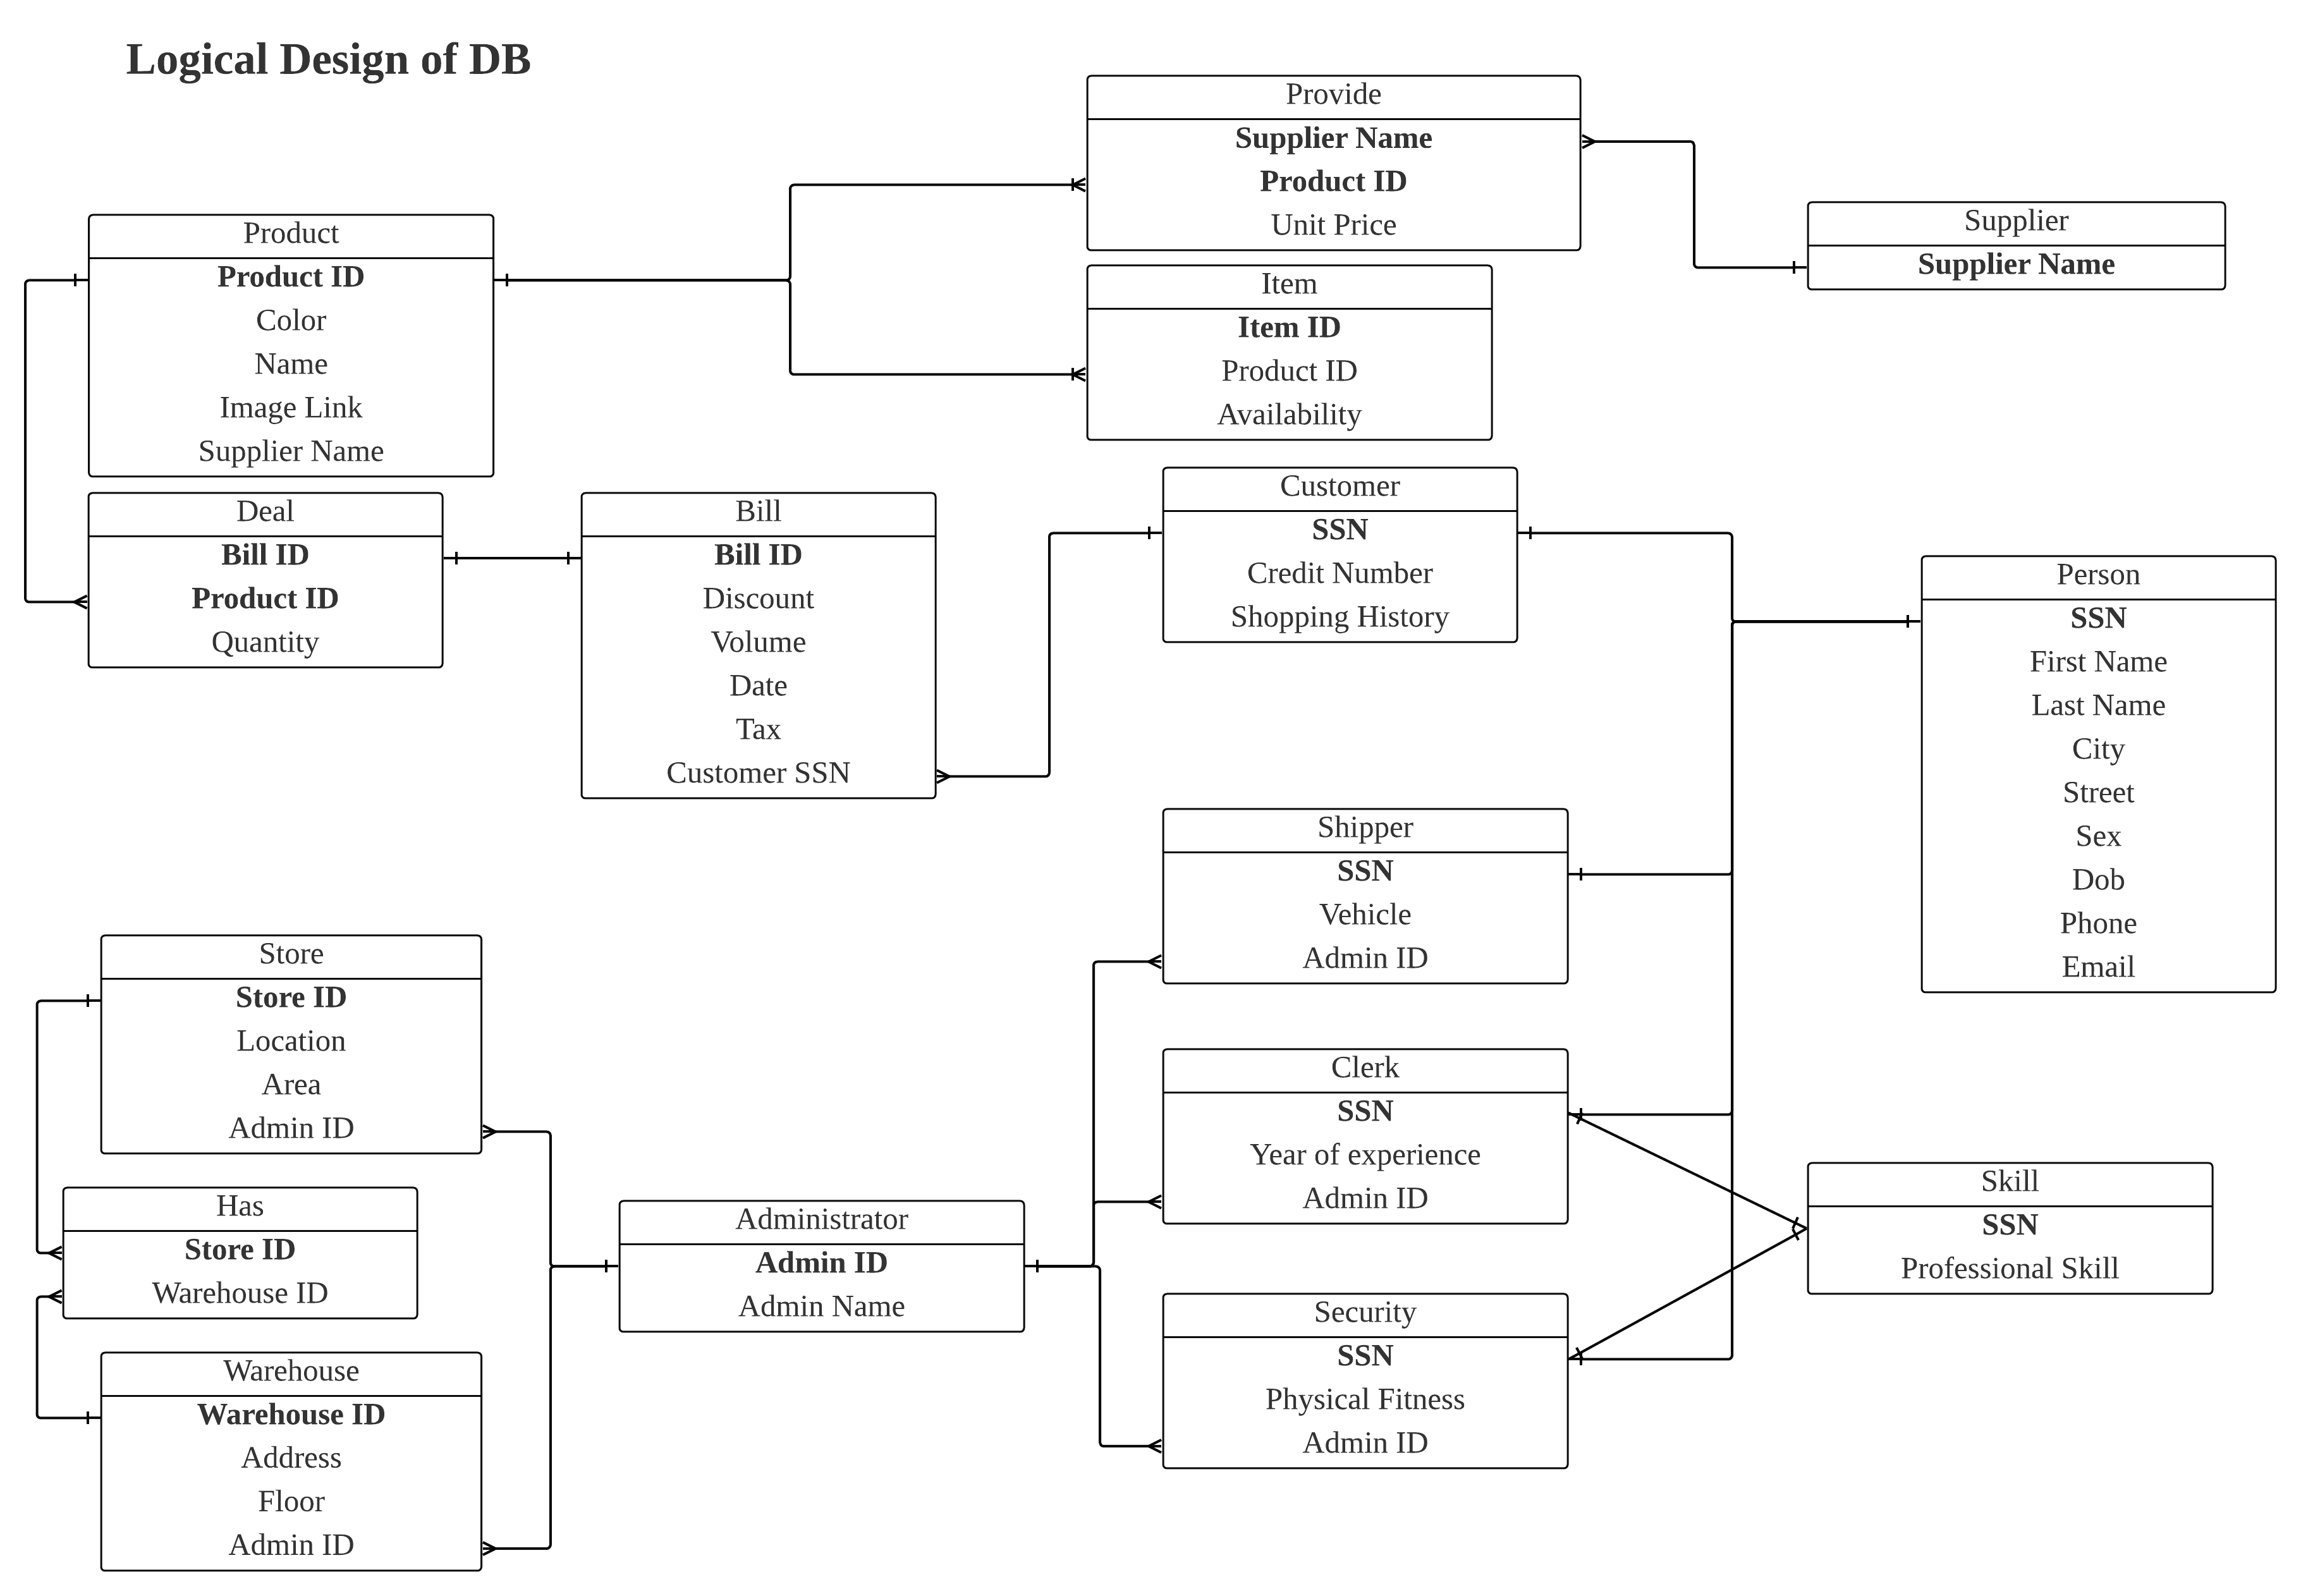 Logical Design of DB
Provide
Supplier Name
Product ID
Unit Price
Supplier
Supplier Name
Product
Product ID
Color
Name
Image Link
Supplier Name
Item
Item ID
Product ID
Availability
Deal
Bill ID
Product ID
Quantity
Bill
Bill ID
Discount
Volume
Date
Tax
Customer SSN
Customer
SSN
Credit Number
Shopping History
Person
SSN
First Name
Last Name
City
Street
Sex
Dob
Phone
Email
Shipper
SSN
Vehicle
Admin ID
Store
Store ID
Location
Area
Admin ID
Clerk
SSN
Year of experience
Admin ID
Skill
SSN
Professional Skill
Has
Store ID
Warehouse ID
Administrator
Admin ID
Admin Name
Security
SSN
Physical Fitness
Admin ID
Warehouse
Warehouse ID
Address
Floor
Admin ID